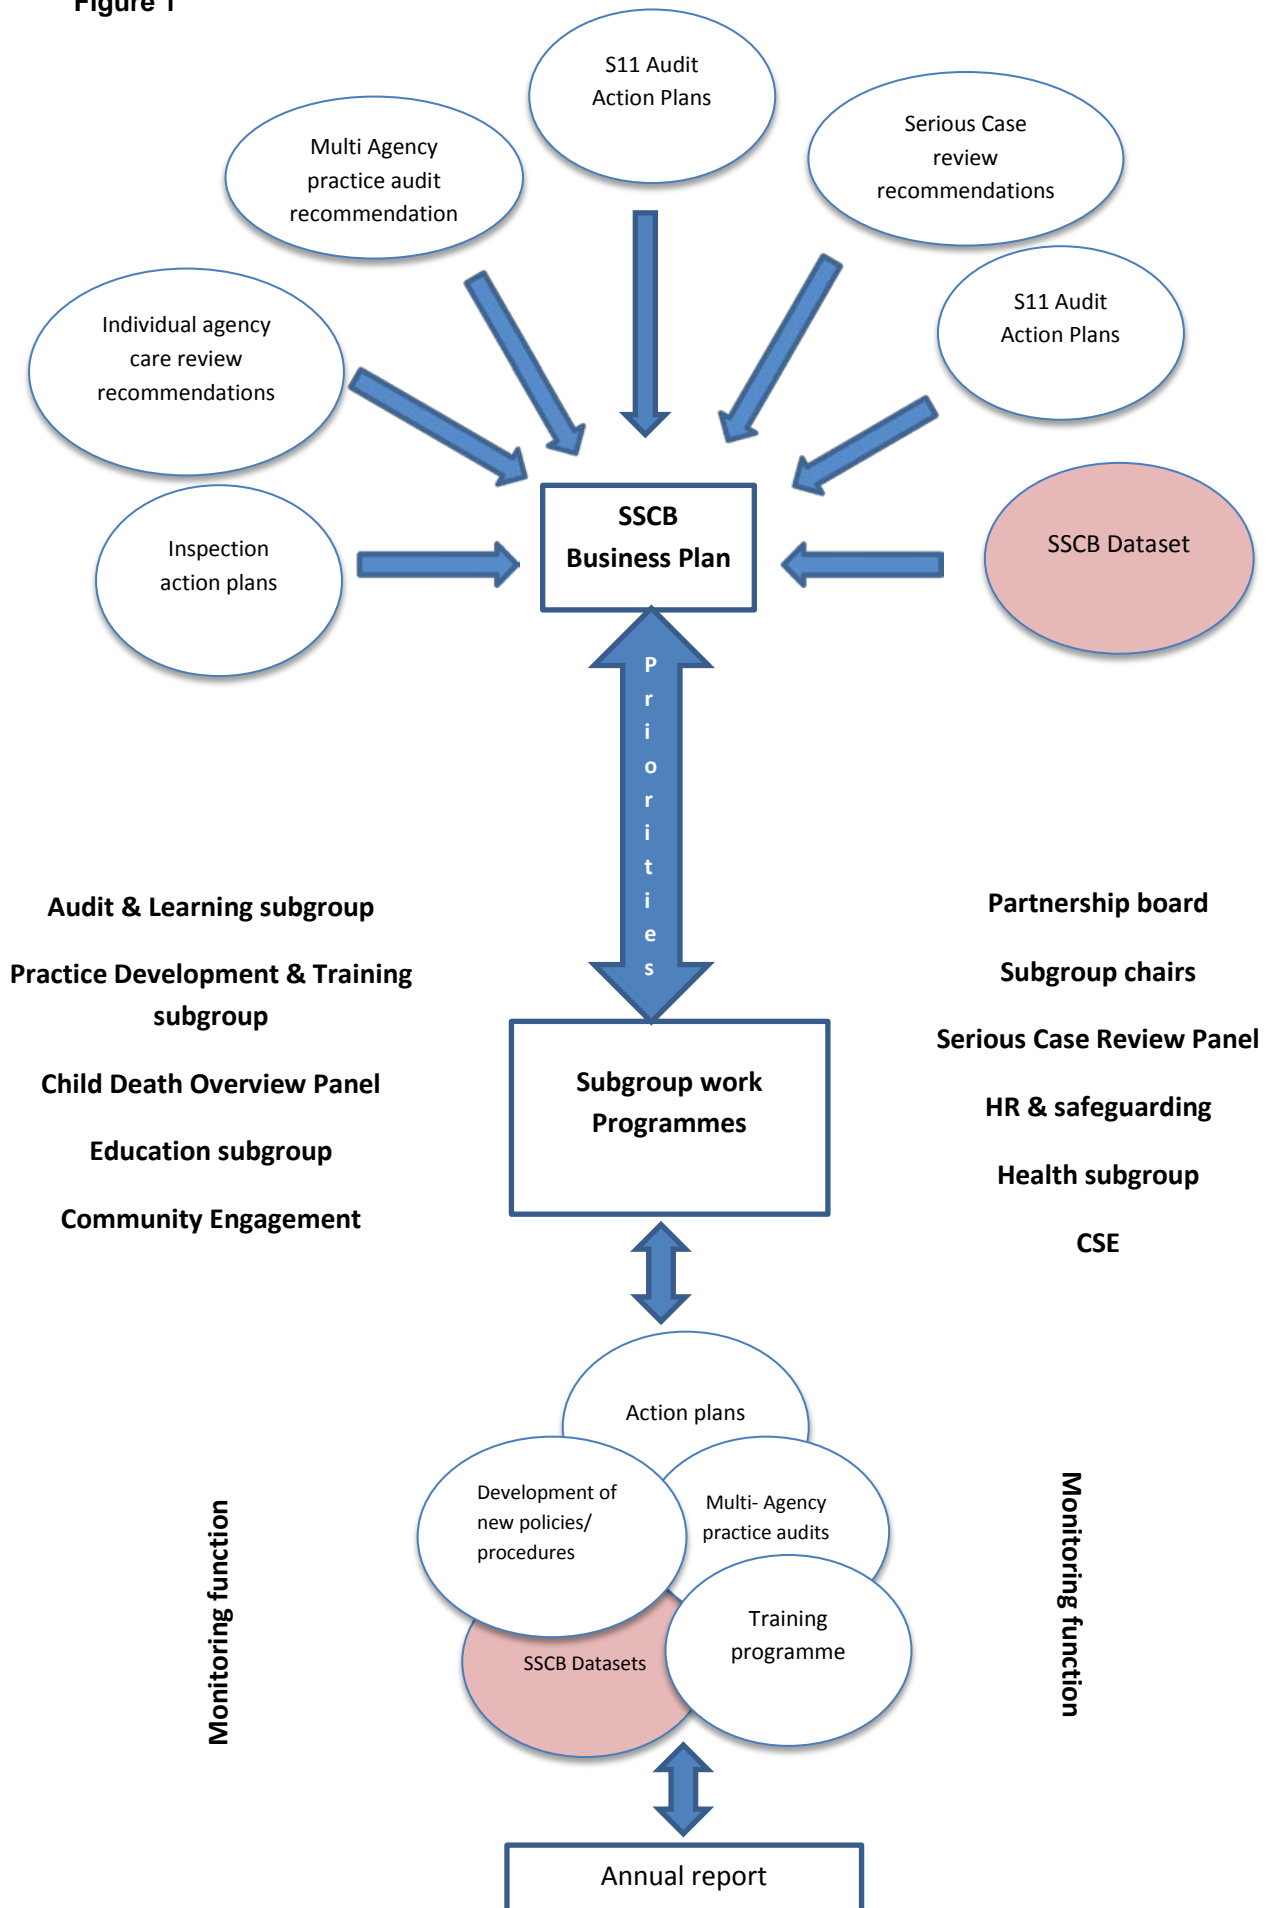 Figure 1
S11 Audit
Action Plans
Multi Agency
practice audit
recommendation
Serious Case
review
recommendations
Individual agency
care review
recommendations
S11 Audit
Action Plans
Inspection
action plans
SSCB
Business Plan
SSCB Dataset
Priorities
Audit & Learning subgroup
Practice Development & Training
subgroup
Child Death Overview Panel
Education subgroup
Community Engagement
Subgroup work
Programmes
Partnership board
Subgroup chairs
Serious Case Review Panel
HR & safeguarding
Health subgroup
CSE
Monitoring function
Action plans
Development of
new policies/
procedures
Multi- Agency
practice audits
SSCB Datasets
Training
programme
Monitoring function
Annual report